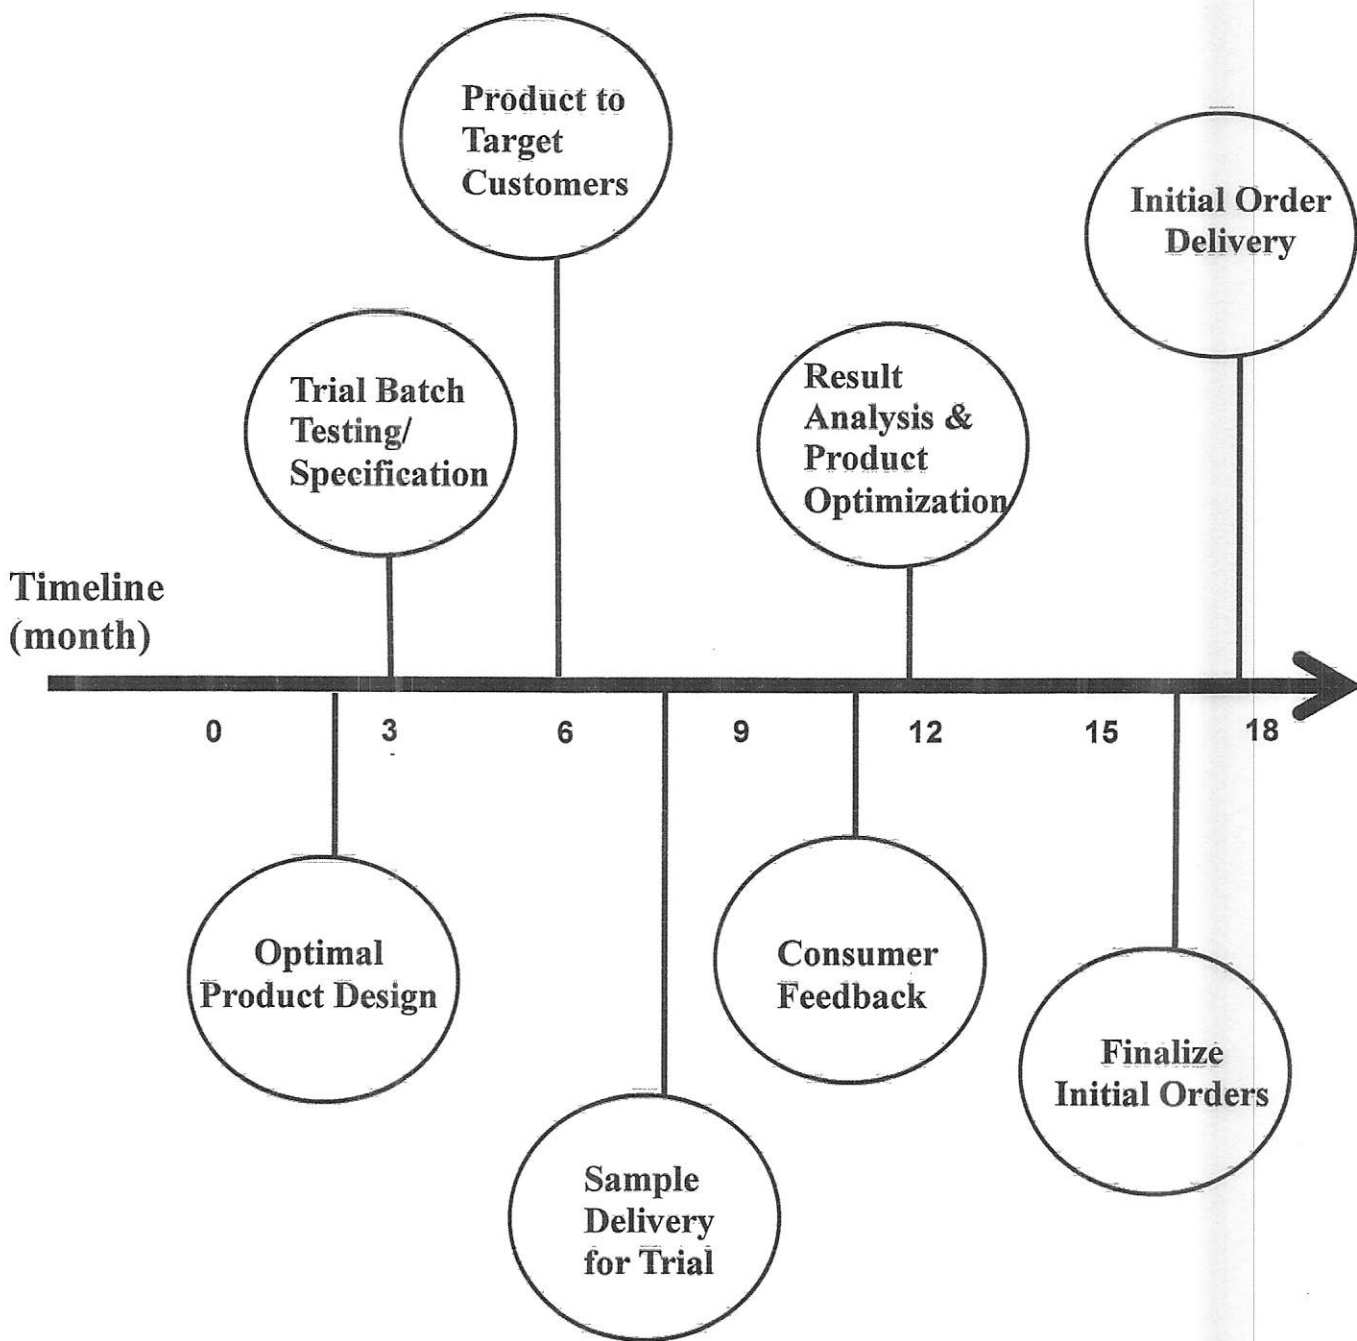 Product to
Target
Customers
Initial Order
Delivery
Trial Batch
Testing/
Specification
Result
Analysis &
Product
Optimization
Timeline
(month)
0 3 6 9 12 15 18
Optimal
Product Design
Consumer
Feedback
Finalize
Initial Orders
Sample
Delivery
for Trial